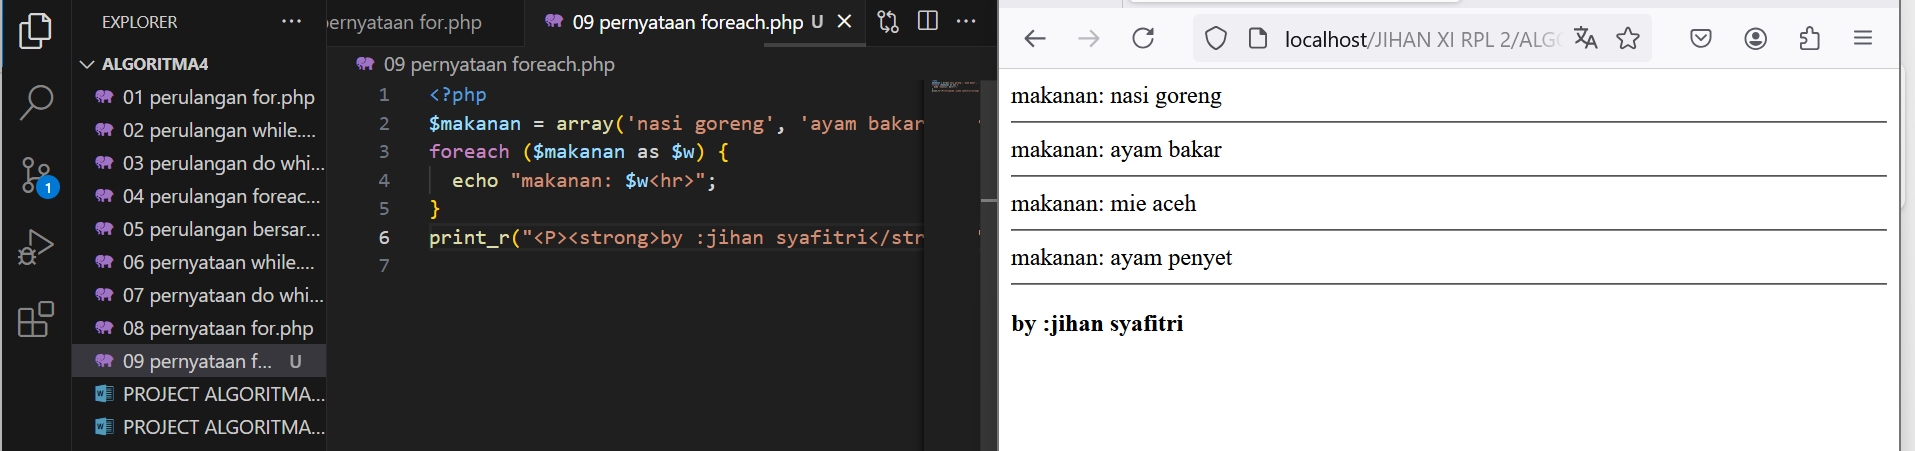 EXPLORER
ALGORITMA4
01 perulangan for.php
02 perulangan while....
03 perulangan do whi...
04 perulangan foreac...
05 perulangan bersar...
06 pernyataan while....
07 pernyataan do whi...
08 pernyataan for.php
09 pernyataan f... U
PROJECT ALGORITMA...
PROJECT ALGORITMA...
1
ernyataan for.php
09 pernyataan foreach.php U
09 pernyataan foreach.php
1 <?php
2 $makanan = array('nasi goreng', 'ayam bakar
3 foreach ($makanan as $w) {
4 echo "makanan: $w<hr>";
5 }
6 print_r("<P><strong>by :jihan syafitri</str
7
localhost/JIHAN XI RPL 2/ALGO
makanan: nasi goreng
makanan: ayam bakar
makanan: mie aceh
makanan: ayam penyet
by :jihan syafitri